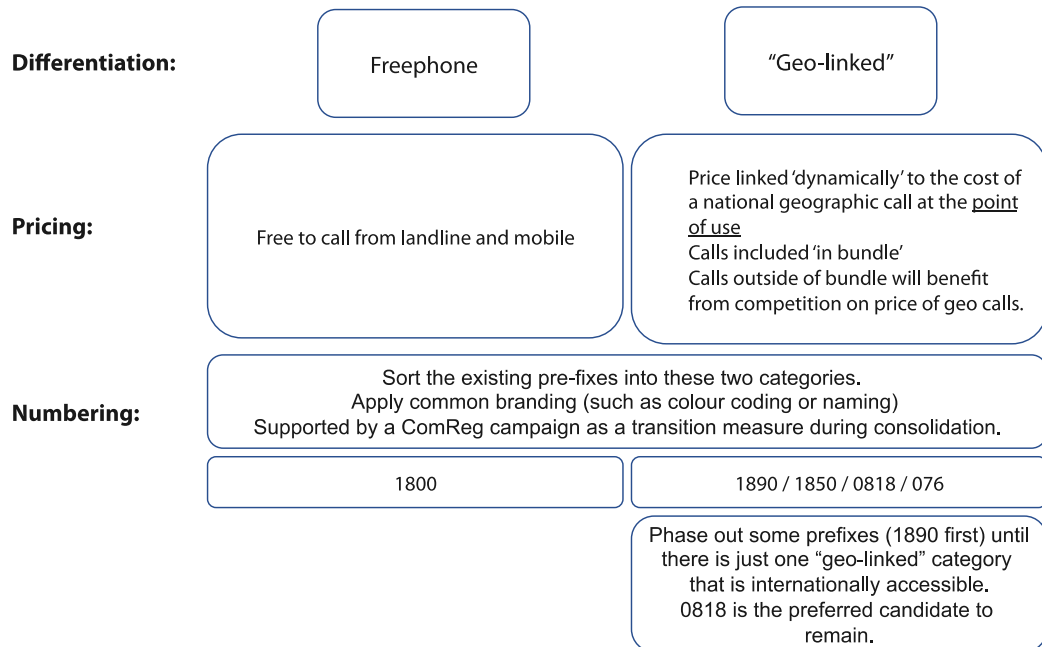 Differentiation:
Freephone
“Geo-linked”
Pricing:
Free to call from landline and mobile
Price linked ‘dynamically’ to the cost of
a national geographic call at the point
of use
Calls included ‘in bundle’
Calls outside of bundle will benefit
from competition on price of geo calls.
Numbering:
Sort the existing pre-fixes into these two categories.
Apply common branding (such as colour coding or naming)
Supported by a ComReg campaign as a transition measure during consolidation.
1800
1890 / 1850 / 0818 / 076
Phase out some prefixes (1890 first) until
there is just one “geo-linked” category
that is internationally accessible.
0818 is the preferred candidate to
remain.